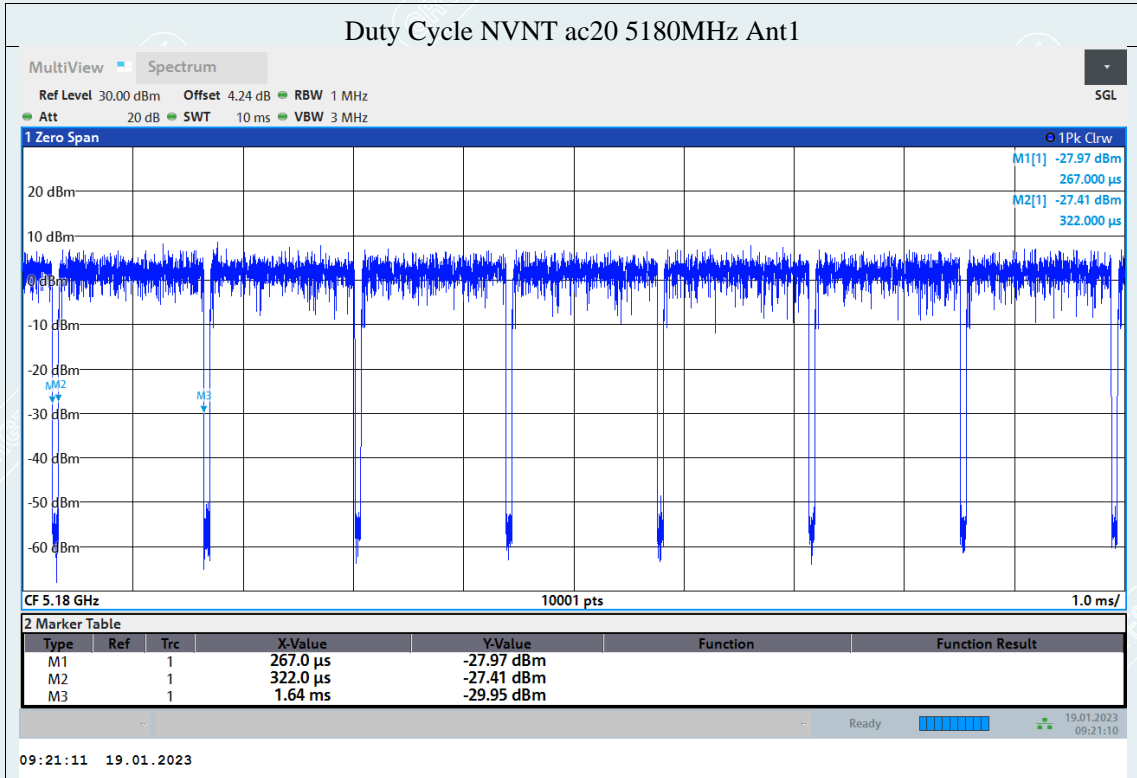 Duty Cycle NVNT ac20 5180MHz Ant1
MultiView Spectrum
Ref Level 30.00 dBm Offset 4.24 dB RBW 1 MHz SGL
Att 20 dB SWT 10 ms VBW 3 MHz
1 Zero Span 1Pk Clrw
M1[1] -27.97 dBm
267.000 µs
M2[1] -27.41 dBm
322.000 µs
20 dBm
10 dBm
0 dBm
-10 dBm
-20 dBm
M2
M3
-30 dBm
-40 dBm
-50 dBm
-60 dBm
CF 5.18 GHz 10001 pts 1.0 ms/
2 Marker Table
Type Ref Trc X-Value Y-Value Function Function Result
M1 1 267.0 µs -27.97 dBm
M2 1 322.0 µs -27.41 dBm
M3 1 1.64 ms -29.95 dBm
Ready 19.01.2023
09:21:10
09:21:11 19.01.2023